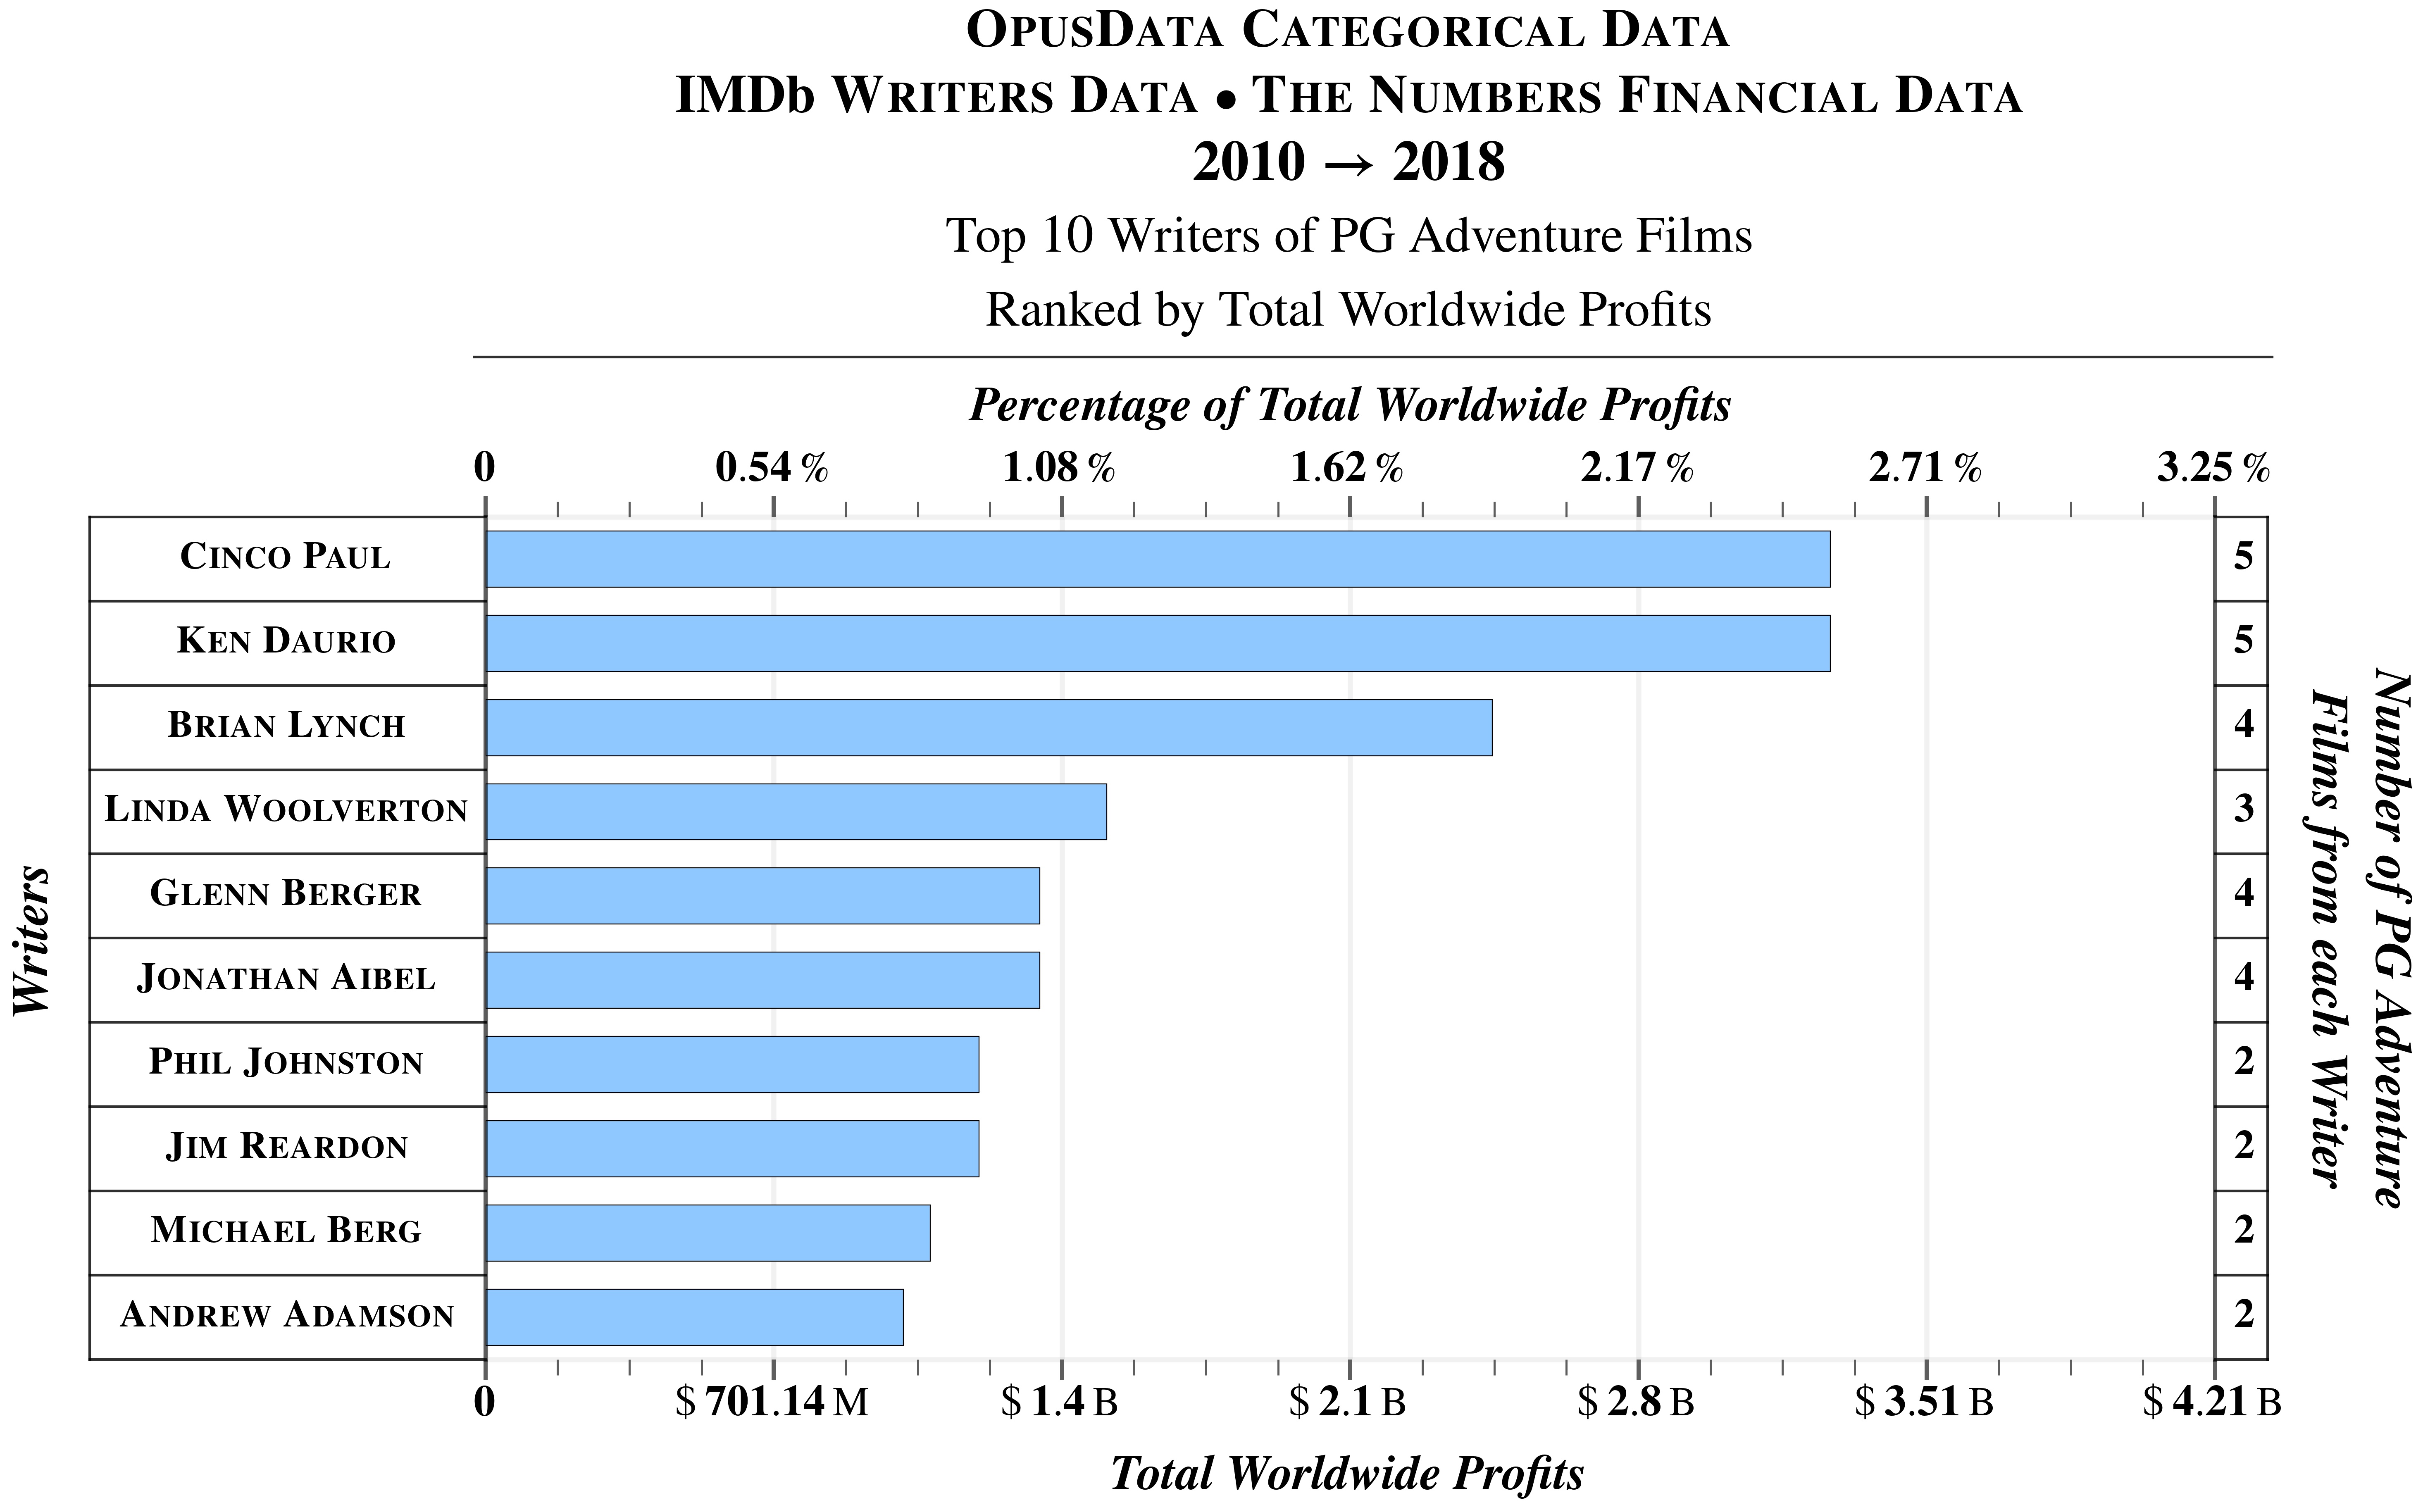 OpusData Categorical Data
IMDb Writers Data • The Numbers Financial Data
2010 → 2018
Top 10 Writers of PG Adventure Films
Ranked by Total Worldwide Profits
Percentage of Total Worldwide Profits
0 0.54 % 1.08 % 1.62 % 2.17 % 2.71 % 3.25 %
Cinco Paul 5
Ken Daurio 5
Brian Lynch 4
Linda Woolverton 3
Glenn Berger 4
Jonathan Aibel 4
Phil Johnston 2
Jim Reardon 2
Michael Berg 2
Andrew Adamson 2
Writers
Number of PG Adventure
Films from each Writer
0 $ 701.14 M $ 1.4 B $ 2.1 B $ 2.8 B $ 3.51 B $ 4.21 B
Total Worldwide Profits